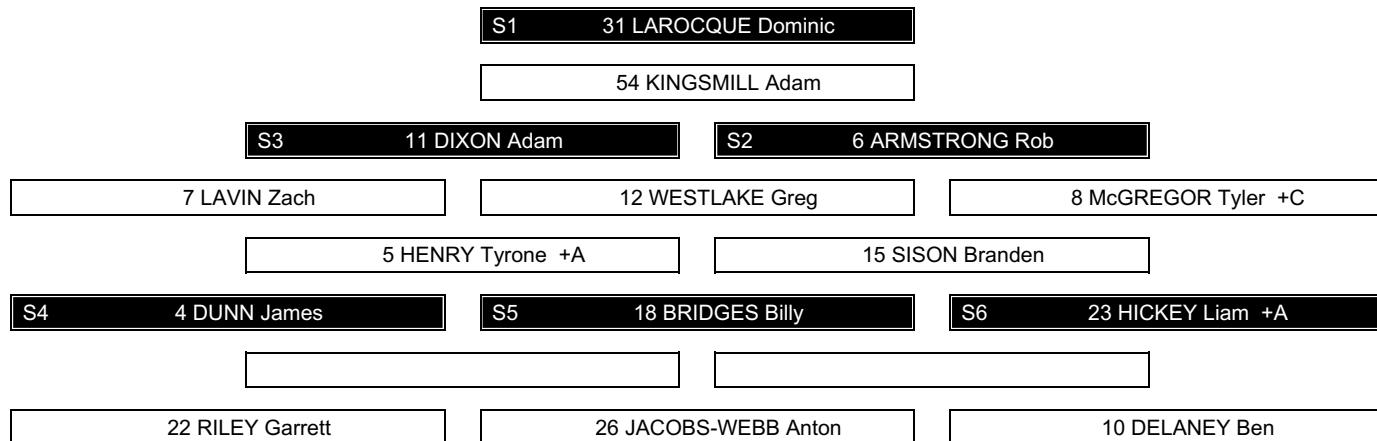 S1 31 LAROCQUE Dominic
54 KINGSMILL Adam
S3 11 DIXON Adam S2 6 ARMSTRONG Rob
7 LAVIN Zach 12 WESTLAKE Greg 8 McGREGOR Tyler +C
5 HENRY Tyrone +A 15 SISON Branden
S4 4 DUNN James S5 18 BRIDGES Billy S6 23 HICKEY Liam +A
22 RILEY Garrett 26 JACOBS-WEBB Anton 10 DELANEY Ben